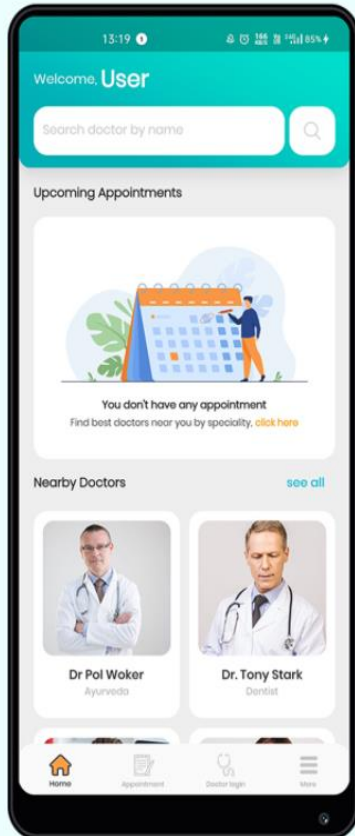 13:19
85%
Welcome, User
Search doctor by name
Upcoming Appointments
You don't have any appointment
Find best doctors near you by speciality, click here
Nearby Doctors
see all
Dr Pol Woker
Ayurveda
Dr. Tony Stark
Dentist
Home
Appointment
Doctor login
More